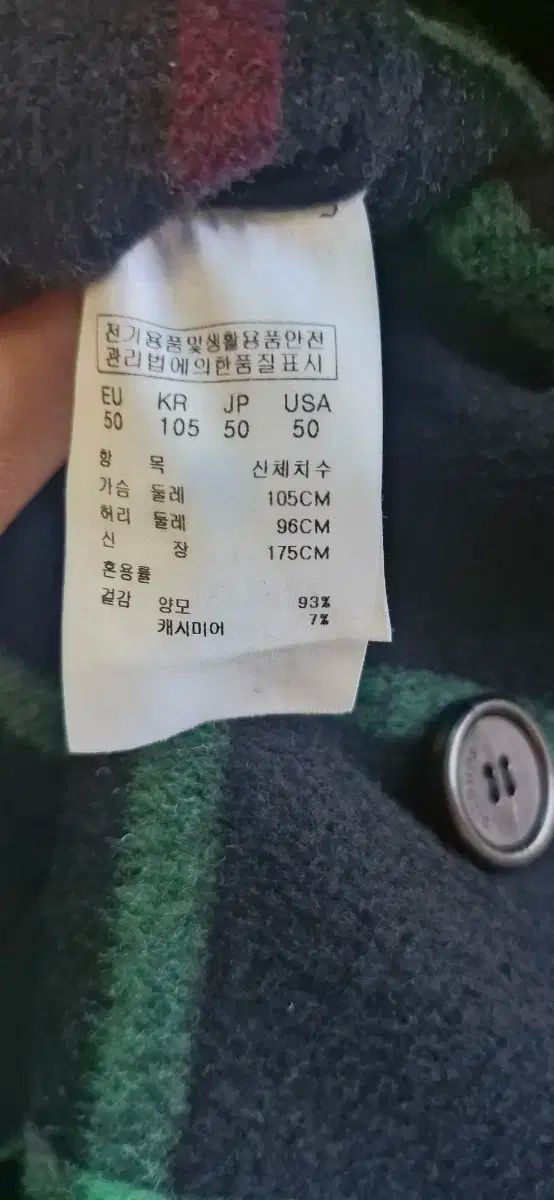 전기용품및생활용품안전
관리법에의한품질표시
EU KR JP USA
50 105 50 50
항 목 신체치수
가슴 둘레 105CM
허리 둘레 96CM
신 장 175CM
혼용률
겉감 양모 93%
캐시미어 7%